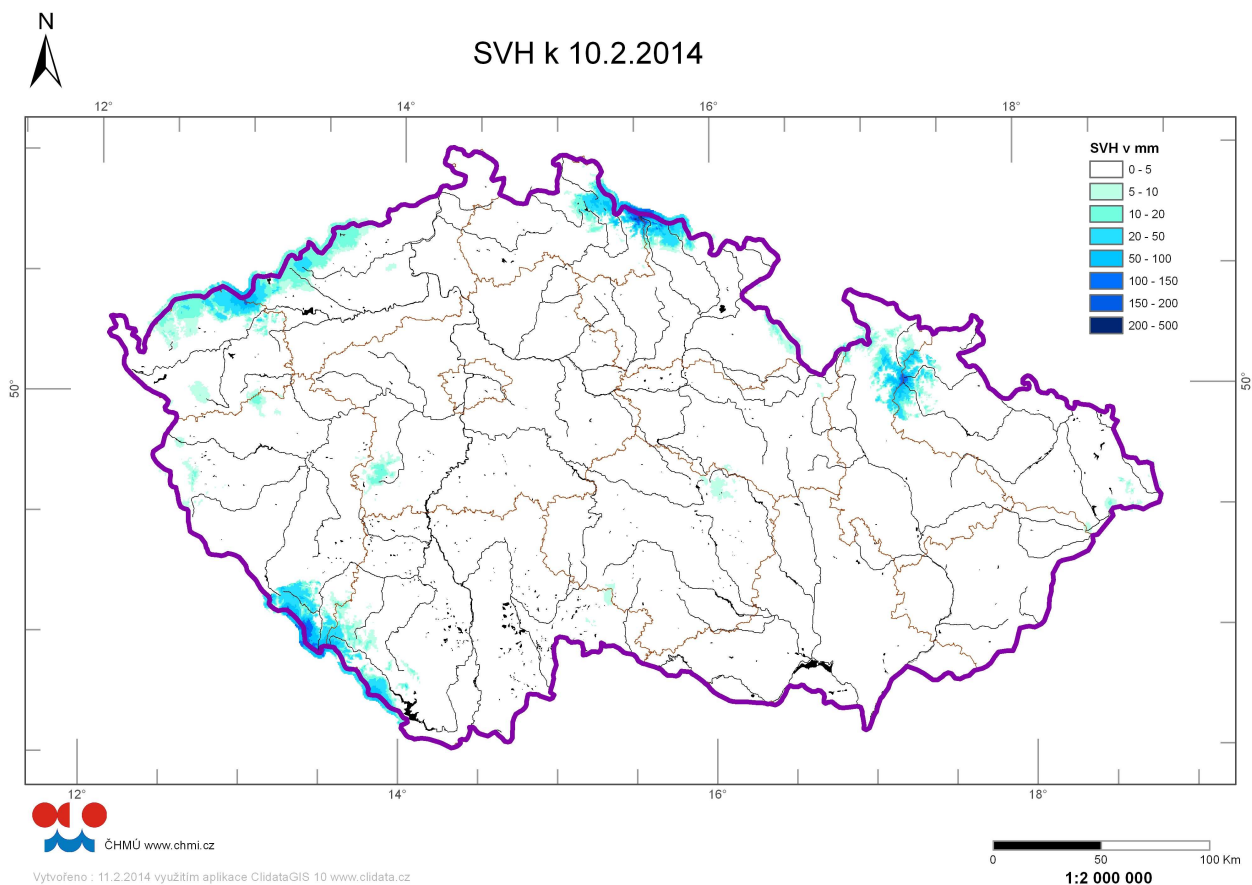 N
SVH k 10.2.2014
12° 14° 16° 18°
SVH v mm
0 - 5
5 - 10
10 - 20
20 - 50
50 - 100
100 - 150
150 - 200
200 - 500
50° 50°
12° 14° 16° 18°
ČHMÚ www.chmi.cz
0 50 100 Km
1:2 000 000
Vytvořeno : 11.2.2014 využitím aplikace ClidataGIS 10 www.clidata.cz